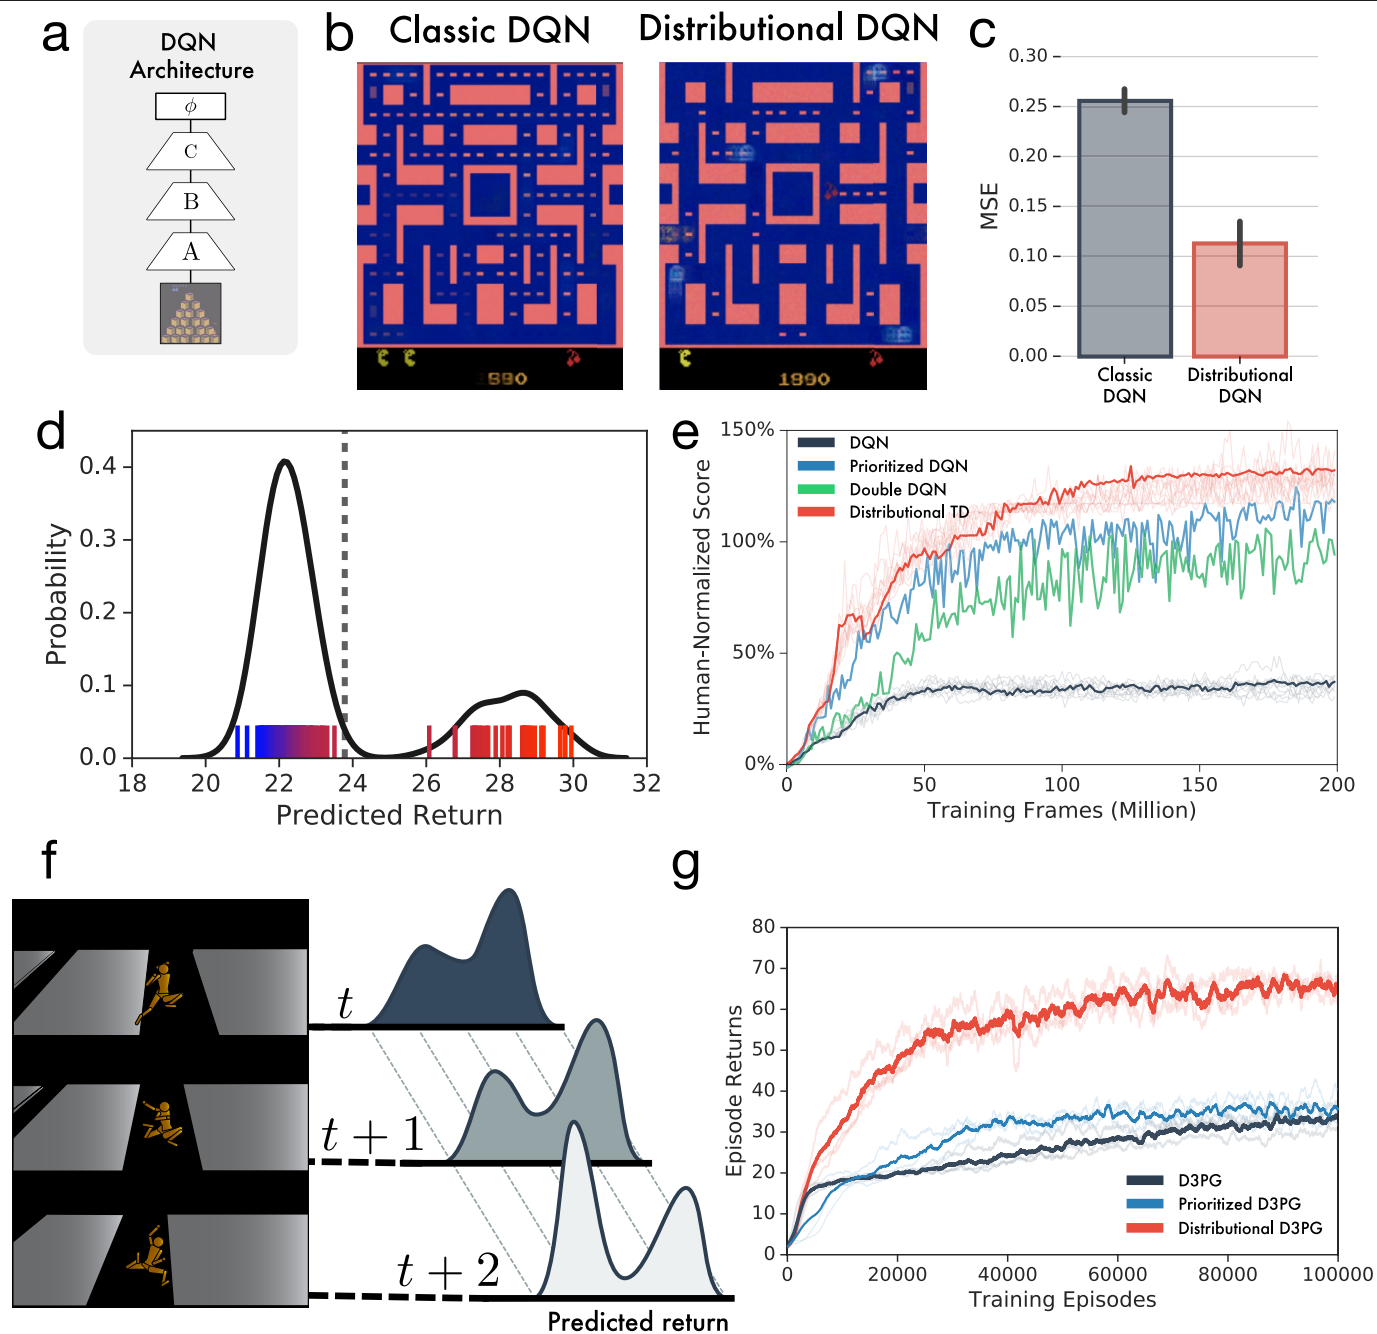 a
DQN
Architecture
ϕ
C
B
A
b
Classic DQN
Distributional DQN
1990
c
0.30
0.25
0.20
0.15
0.10
0.05
0.00
MSE
Classic
DQN
Distributional
DQN
d
0.4
0.3
0.2
0.1
0.0
Probability
18
20
22
24
26
28
30
32
Predicted Return
e
150%
100%
50%
0%
Human-Normalized Score
DQN
Prioritized DQN
Double DQN
Distributional TD
0
50
100
150
200
Training Frames (Million)
f
t
t + 1
t + 2
Predicted return
g
80
70
60
50
40
30
20
10
0
Episode Returns
D3PG
Prioritized D3PG
Distributional D3PG
0
20000
40000
60000
80000
100000
Training Episodes